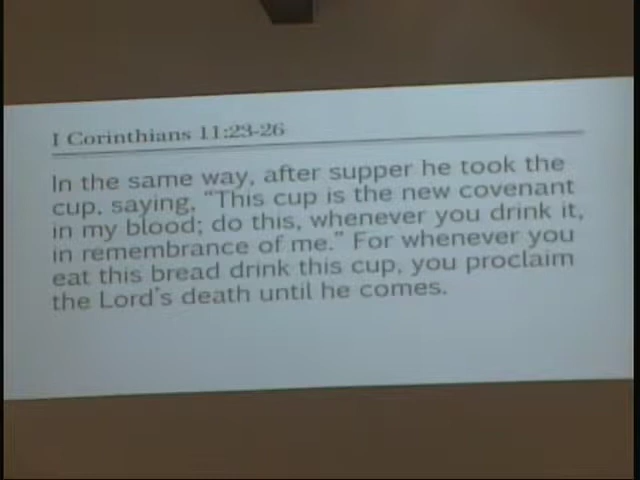 I Corinthians 11:23-26
In the same way, after supper he took the
cup, saying, “This cup is the new covenant
in my blood; do this, whenever you drink it,
in remembrance of me.” For whenever you
eat this bread drink this cup, you proclaim
the Lord’s death until he comes.